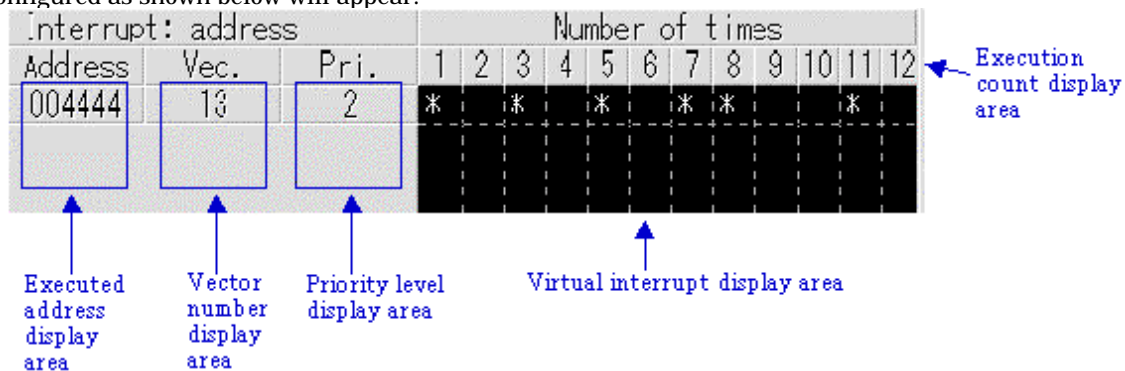 onfigured as shown below will appear.
Interrupt: address Number of times
Address Vec. Pri. 1 2 3 4 5 6 7 8 9 10 11 12
004444 13 2 * * * * * *
Execution
count display
area
Executed
address
display
area
Vector
number
display
area
Priority level
display area
Virtual interrupt display area